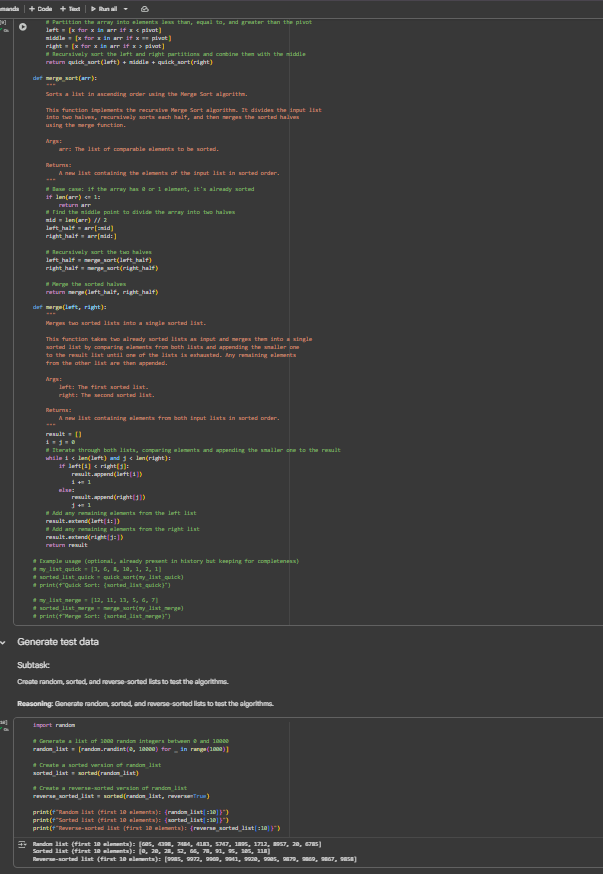 mands + Code + Text Run all
# Partition the array into elements less than, equal to, and greater than the pivot
left = [x for x in arr if x < pivot]
middle = [x for x in arr if x == pivot]
right = [x for x in arr if x > pivot]
# Recursively sort the left and right partitions and combine them with the middle
return quick_sort(left) + middle + quick_sort(right)
def merge_sort(arr):
"""
Sorts a list in ascending order using the Merge Sort algorithm.
This function implements the recursive Merge Sort algorithm. It divides the input list
into two halves, recursively sorts each half, and then merges the sorted halves
using the merge function.
Args:
arr: The list of comparable elements to be sorted.
Returns:
A new list containing the elements of the input list in sorted order.
"""
# Base case: if the array has 0 or 1 element, it's already sorted
if len(arr) <= 1:
return arr
# Find the middle point to divide the array into two halves
mid = len(arr) // 2
left_half = arr[:mid]
right_half = arr[mid:]
# Recursively sort the two halves
left_half = merge_sort(left_half)
right_half = merge_sort(right_half)
# Merge the sorted halves
return merge(left_half, right_half)
def merge(left, right):
"""
Merges two sorted lists into a single sorted list.
This function takes two already sorted lists as input and merges them into a single
sorted list by comparing elements from both lists and appending the smaller one
to the result list until one of the lists is exhausted. Any remaining elements
from the other list are then appended.
Args:
left: The first sorted list.
right: The second sorted list.
Returns:
A new list containing elements from both input lists in sorted order.
"""
result = []
i = j = 0
# Iterate through both lists, comparing elements and appending the smaller one to the result
while i < len(left) and j < len(right):
if left[i] < right[j]:
result.append(left[i])
i += 1
else:
result.append(right[j])
j += 1
# Add any remaining elements from the left list
result.extend(left[i:])
# Add any remaining elements from the right list
result.extend(right[j:])
return result
# Example usage (optional, already present in history but keeping for completeness)
# my_list_quick = [3, 6, 8, 10, 1, 2, 1]
# sorted_list_quick = quick_sort(my_list_quick)
# print(f"Quick Sort: {sorted_list_quick}")
# my_list_merge = [12, 11, 13, 5, 6, 7]
# sorted_list_merge = merge_sort(my_list_merge)
# print(f"Merge Sort: {sorted_list_merge}")
Generate test data
Subtask:
Create random, sorted, and reverse-sorted lists to test the algorithms.
Reasoning: Generate random, sorted, and reverse-sorted lists to test the algorithms.
import random
# Generate a list of 1000 random integers between 0 and 10000
random_list = [random.randint(0, 10000) for _ in range(1000)]
# Create a sorted version of random_list
sorted_list = sorted(random_list)
# Create a reverse-sorted version of random_list
reverse_sorted_list = sorted(random_list, reverse=True)
print(f"Random list (first 10 elements): {random_list[:10]}")
print(f"Sorted list (first 10 elements): {sorted_list[:10]}")
print(f"Reverse-sorted list (first 10 elements): {reverse_sorted_list[:10]}")
Random list (first 10 elements): [605, 4398, 7404, 4183, 5747, 1895, 1712, 8957, 20, 6785]
Sorted list (first 10 elements): [0, 20, 38, 52, 66, 78, 91, 95, 105, 118]
Reverse-sorted list (first 10 elements): [9985, 9972, 9969, 9941, 9920, 9905, 9879, 9869, 9867, 9858]